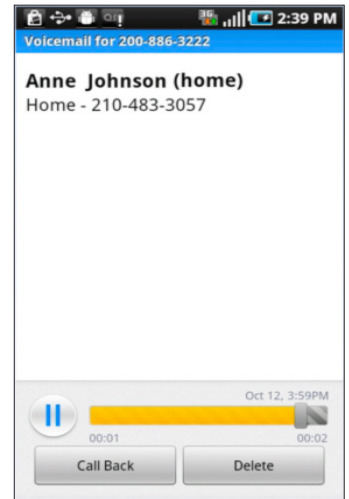 2:39 PM
Voicemail for 200-886-3222
Anne Johnson (home)
Home - 210-483-3057
Oct 12, 3:59PM
00:01 00:02
Call Back Delete